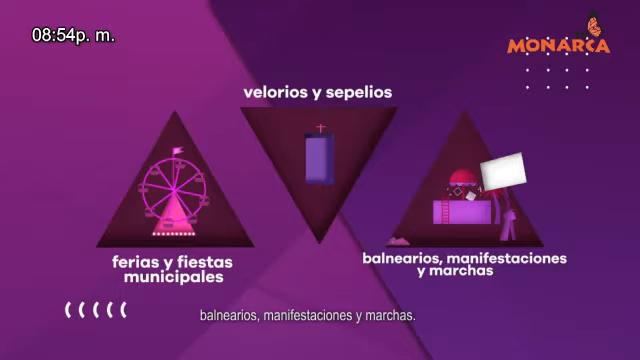 08:54p. m.
MONARCA
velorios y sepelios
ferias y fiestas
municipales
balnearios, manifestaciones
y marchas
balnearios, manifestaciones y marchas.